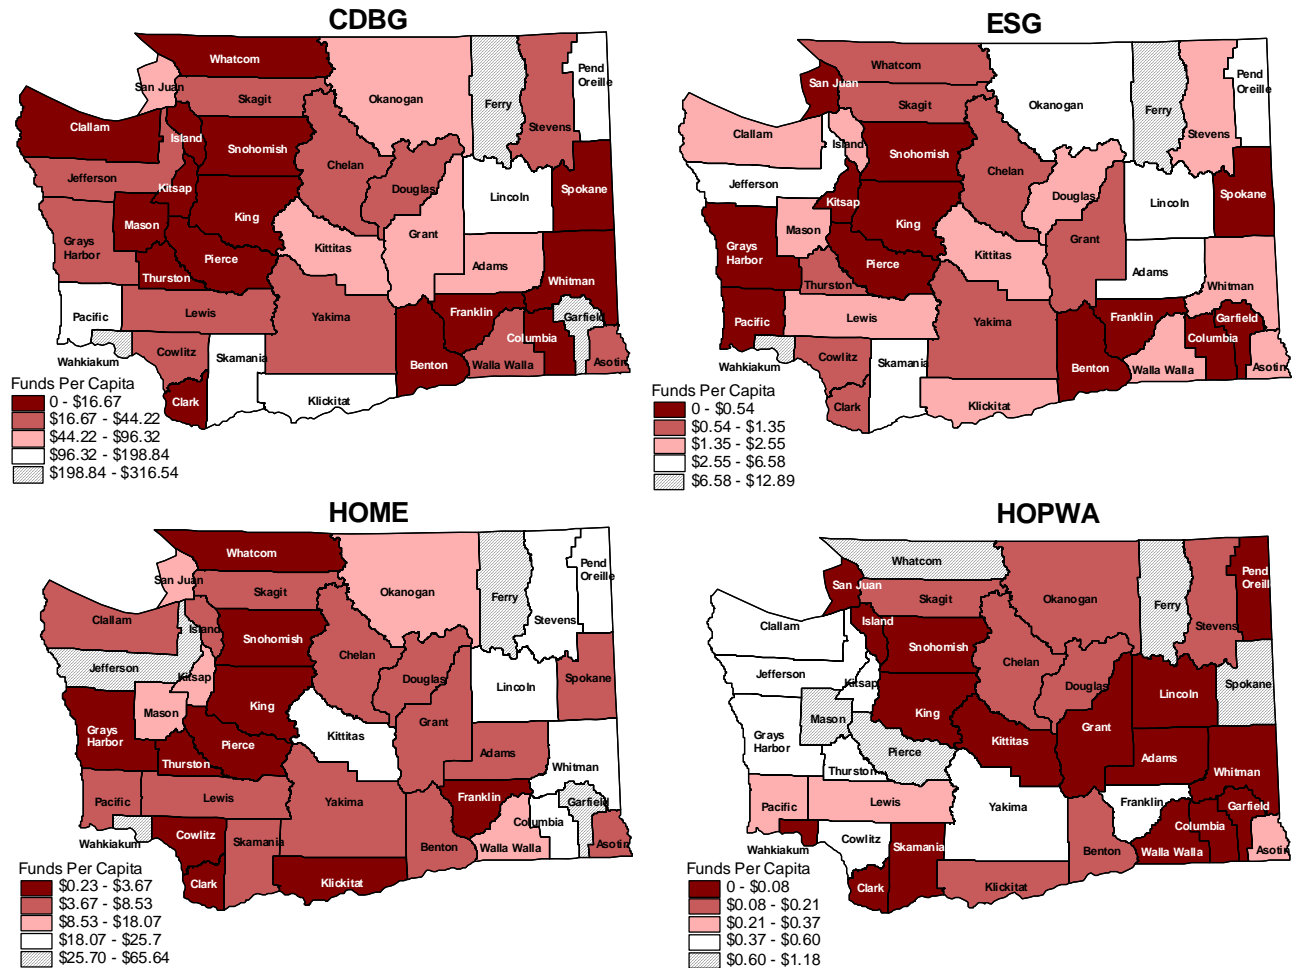 CDBG
Whatcom
San Juan
Skagit
Okanogan
Ferry
Pend
Oreille
Stevens
Clallam
Island
Snohomish
Chelan
Jefferson
Kitsap
Douglas
Lincoln
Spokane
Mason
King
Grays
Harbor
Grant
Kittitas
Pierce
Adams
Thurston
Whitman
Pacific
Lewis
Yakima
Franklin
Garfield
Columbia
Wahkiakum
Cowlitz
Skamania
Benton
Walla Walla
Asotin
Clark
Klickitat
Funds Per Capita
0 - $16.67
$16.67 - $44.22
$44.22 - $96.32
$96.32 - $198.84
$198.84 - $316.54
ESG
Whatcom
San Juan
Skagit
Okanogan
Ferry
Pend
Oreille
Stevens
Clallam
Island
Snohomish
Chelan
Jefferson
Kitsap
Douglas
Lincoln
Spokane
Mason
King
Grays
Harbor
Grant
Kittitas
Pierce
Adams
Thurston
Whitman
Pacific
Lewis
Yakima
Franklin
Garfield
Columbia
Wahkiakum
Cowlitz
Skamania
Benton
Walla Walla
Asotin
Clark
Klickitat
Funds Per Capita
0 - $0.54
$0.54 - $1.35
$1.35 - $2.55
$2.55 - $6.58
$6.58 - $12.89
HOME
Whatcom
San Juan
Skagit
Okanogan
Ferry
Pend
Oreille
Stevens
Clallam
Island
Snohomish
Chelan
Jefferson
Kitsap
Douglas
Lincoln
Spokane
Mason
King
Grays
Harbor
Grant
Kittitas
Pierce
Adams
Thurston
Whitman
Pacific
Lewis
Yakima
Franklin
Garfield
Columbia
Wahkiakum
Cowlitz
Skamania
Benton
Walla Walla
Asotin
Clark
Klickitat
Funds Per Capita
$0.23 - $3.67
$3.67 - $8.53
$8.53 - $18.07
$18.07 - $25.7
$25.70 - $65.64
HOPWA
Whatcom
San Juan
Skagit
Okanogan
Ferry
Pend
Oreille
Stevens
Clallam
Island
Snohomish
Chelan
Jefferson
Kitsap
Douglas
Lincoln
Spokane
Mason
King
Grays
Harbor
Grant
Kittitas
Pierce
Adams
Thurston
Whitman
Pacific
Lewis
Yakima
Franklin
Garfield
Columbia
Wahkiakum
Cowlitz
Skamania
Benton
Walla Walla
Asotin
Clark
Klickitat
Funds Per Capita
0 - $0.08
$0.08 - $0.21
$0.21 - $0.37
$0.37 - $0.60
$0.60 - $1.18